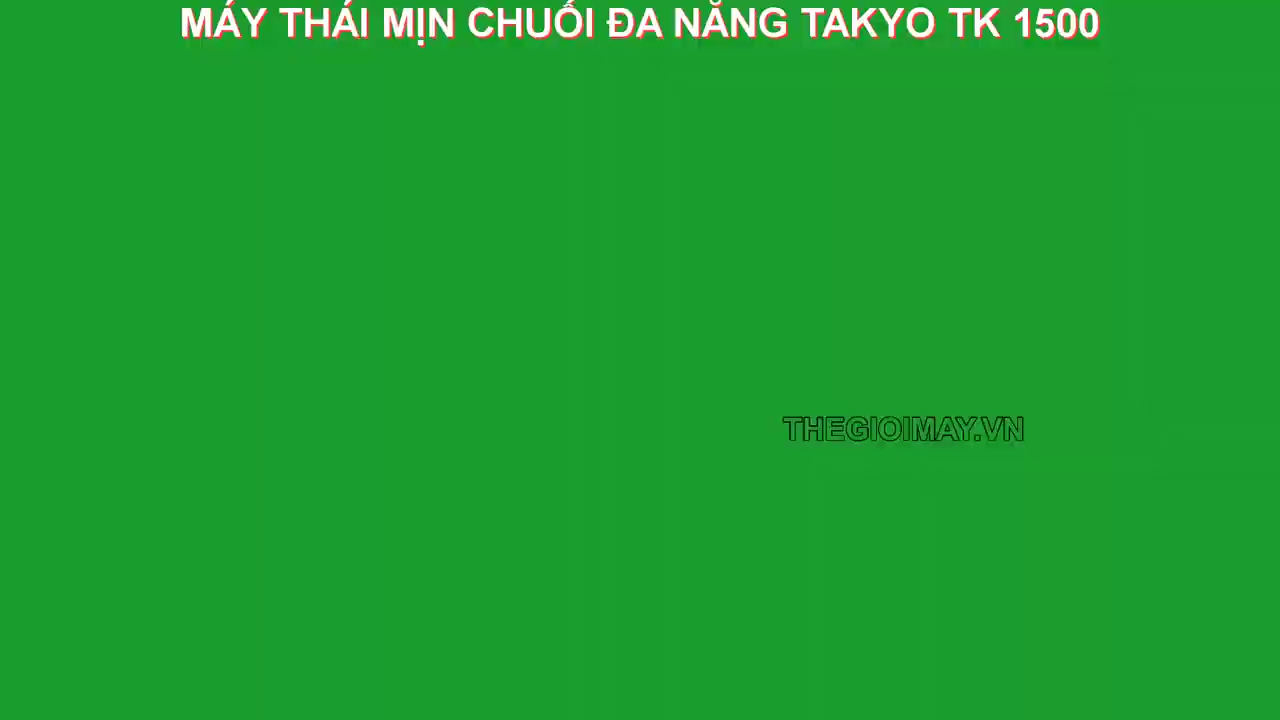 MÁY THÁI MỊN CHUỐI ĐA NĂNG TAKYO TK 1500
THEGIOIMAY.VN